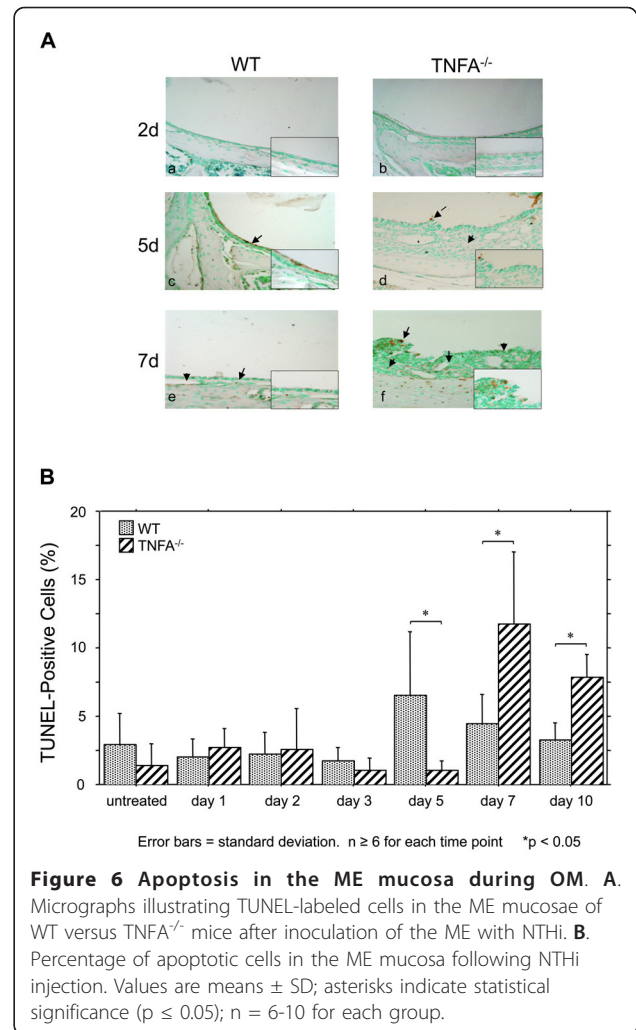 A
WT TNFA-/-
2d
a b
5d
c d
7d
e f
B
TUNEL-Positive Cells (%)
20
15
10
5
0
WT
TNFA-/-
* * *
untreated day 1 day 2 day 3 day 5 day 7 day 10
Error bars = standard deviation. n ≥ 6 for each time point *p < 0.05
Figure 6 Apoptosis in the ME mucosa during OM. A.
Micrographs illustrating TUNEL-labeled cells in the ME mucosae of
WT versus TNFA-/- mice after inoculation of the ME with NTHi. B.
Percentage of apoptotic cells in the ME mucosa following NTHi
injection. Values are means ± SD; asterisks indicate statistical
significance (p ≤ 0.05); n = 6-10 for each group.